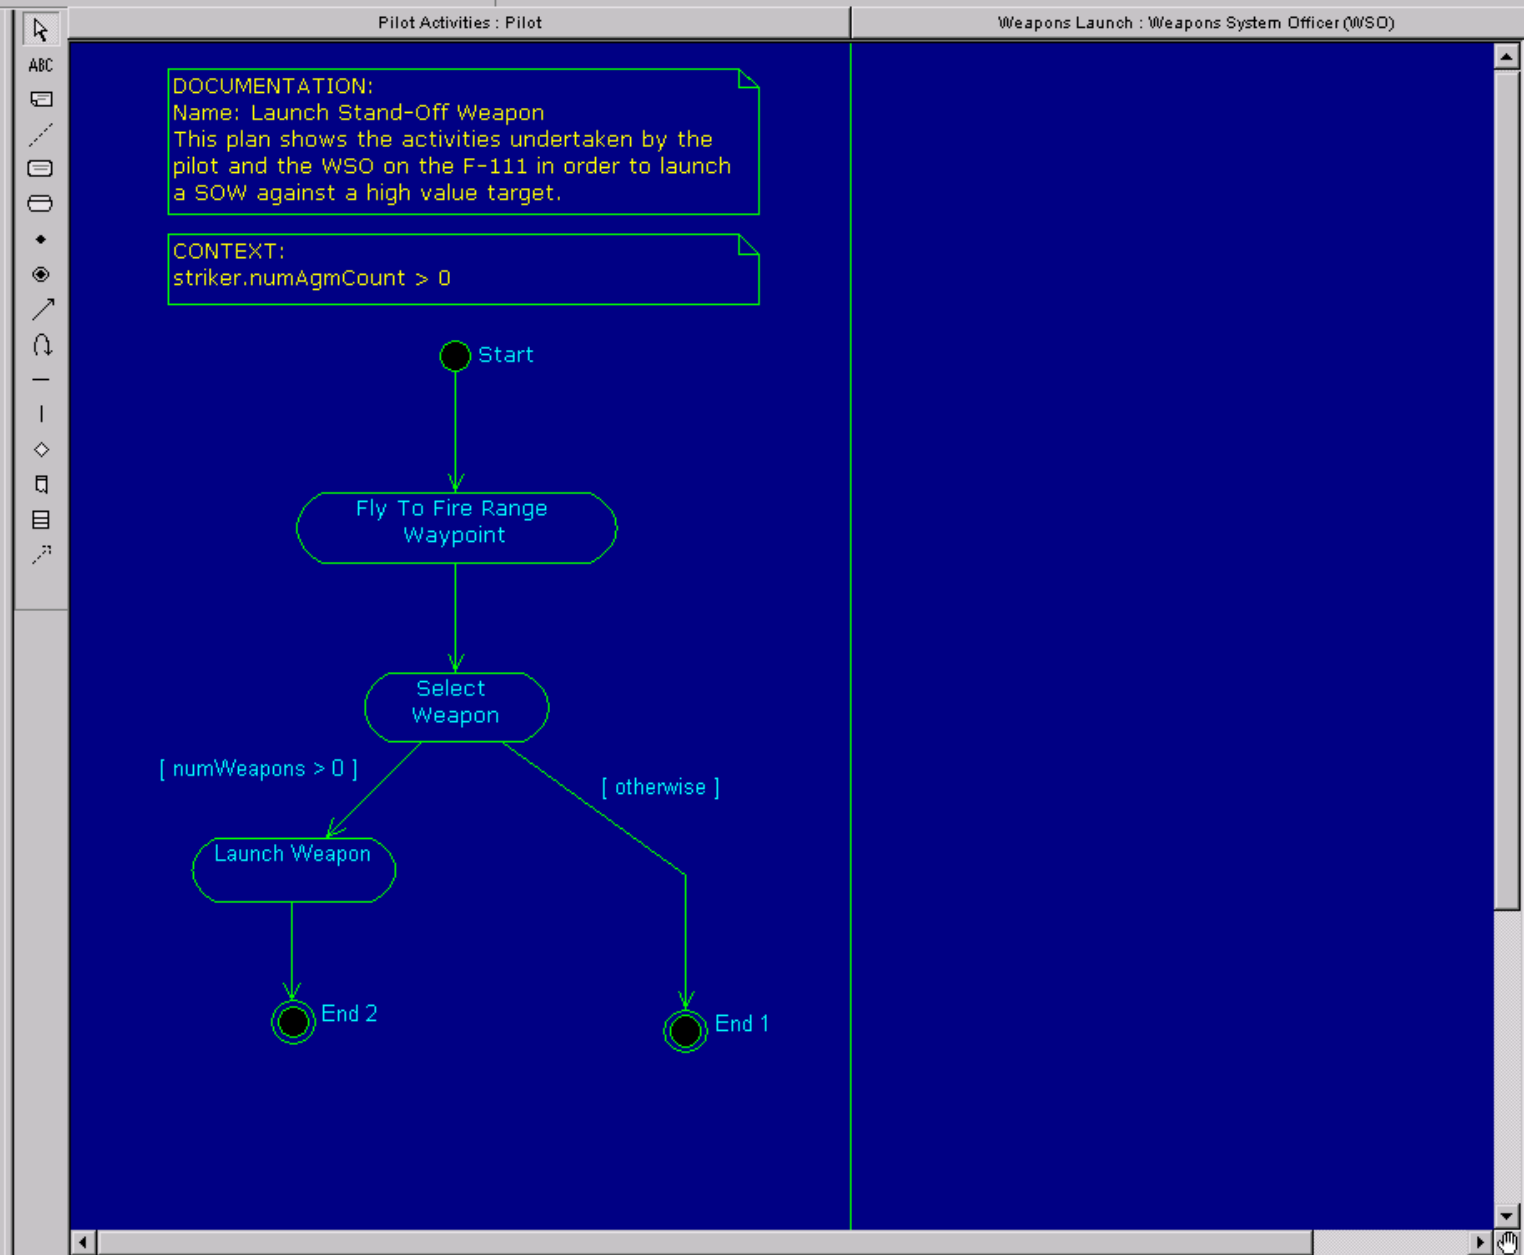 Pilot Activities : Pilot
Weapons Launch : Weapons System Officer (WSO)
ABC
DOCUMENTATION:
Name: Launch Stand-Off Weapon
This plan shows the activities undertaken by the
pilot and the WSO on the F-111 in order to launch
a SOW against a high value target.
CONTEXT:
striker.numAgmCount > 0
Start
Fly To Fire Range
Waypoint
Select
Weapon
[ numWeapons > 0 ]
[ otherwise ]
Launch Weapon
End 2
End 1